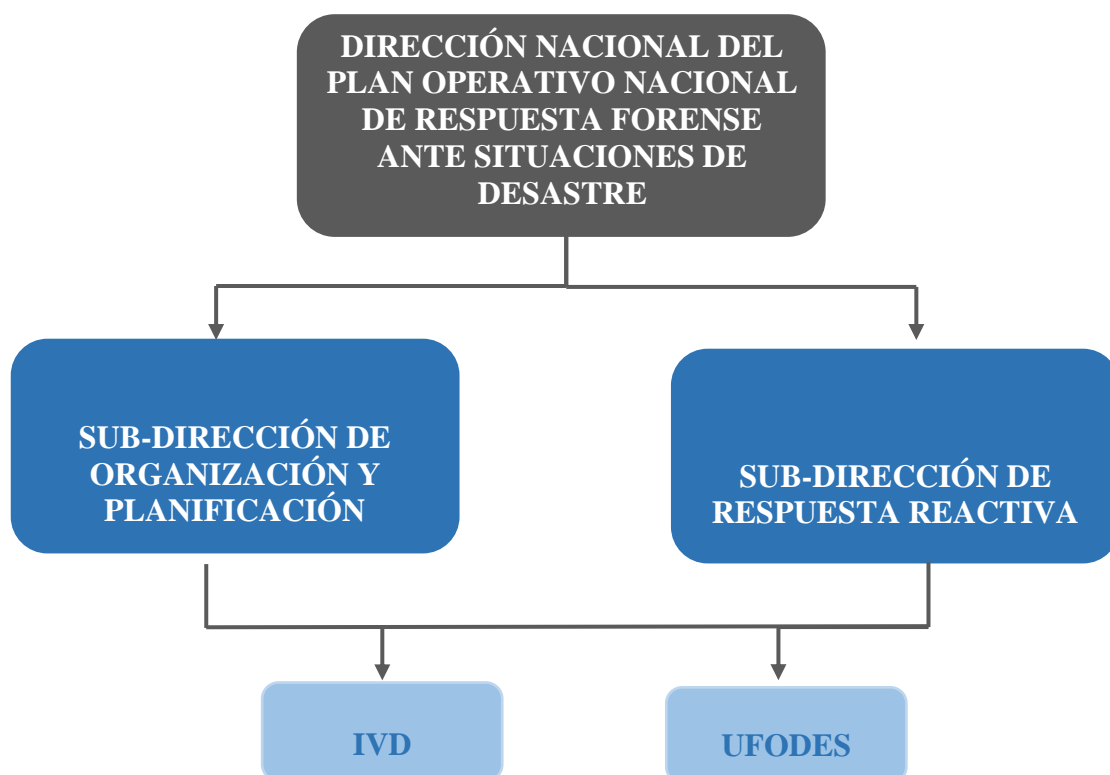 DIRECCIÓN NACIONAL DEL
PLAN OPERATIVO NACIONAL
DE RESPUESTA FORENSE
ANTE SITUACIONES DE
DESASTRE
SUB-DIRECCIÓN DE
ORGANIZACIÓN Y
PLANIFICACIÓN
SUB-DIRECCIÓN DE
RESPUESTA REACTIVA
IVD
UFODES